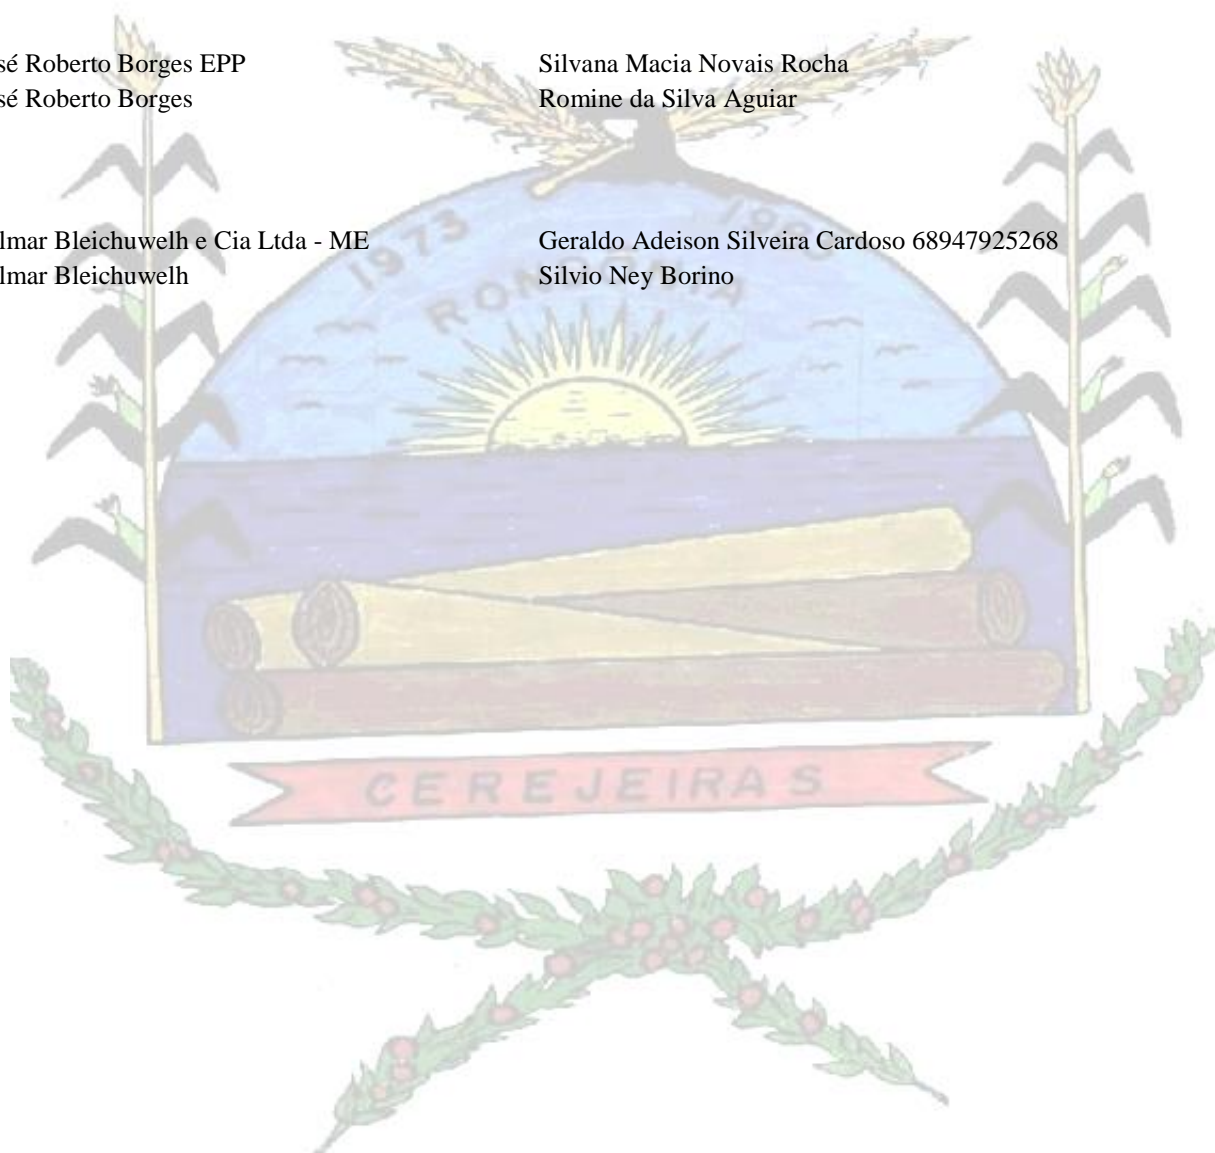 sé Roberto Borges EPP
sé Roberto Borges
Silvana Macia Novais Rocha
Romine da Silva Aguiar
lmar Bleichuwelh e Cia Ltda - ME
lmar Bleichuwelh
Geraldo Adeison Silveira Cardoso 68947925268
Silvio Ney Borino
1973
RONDONIA
CEREJEIRAS